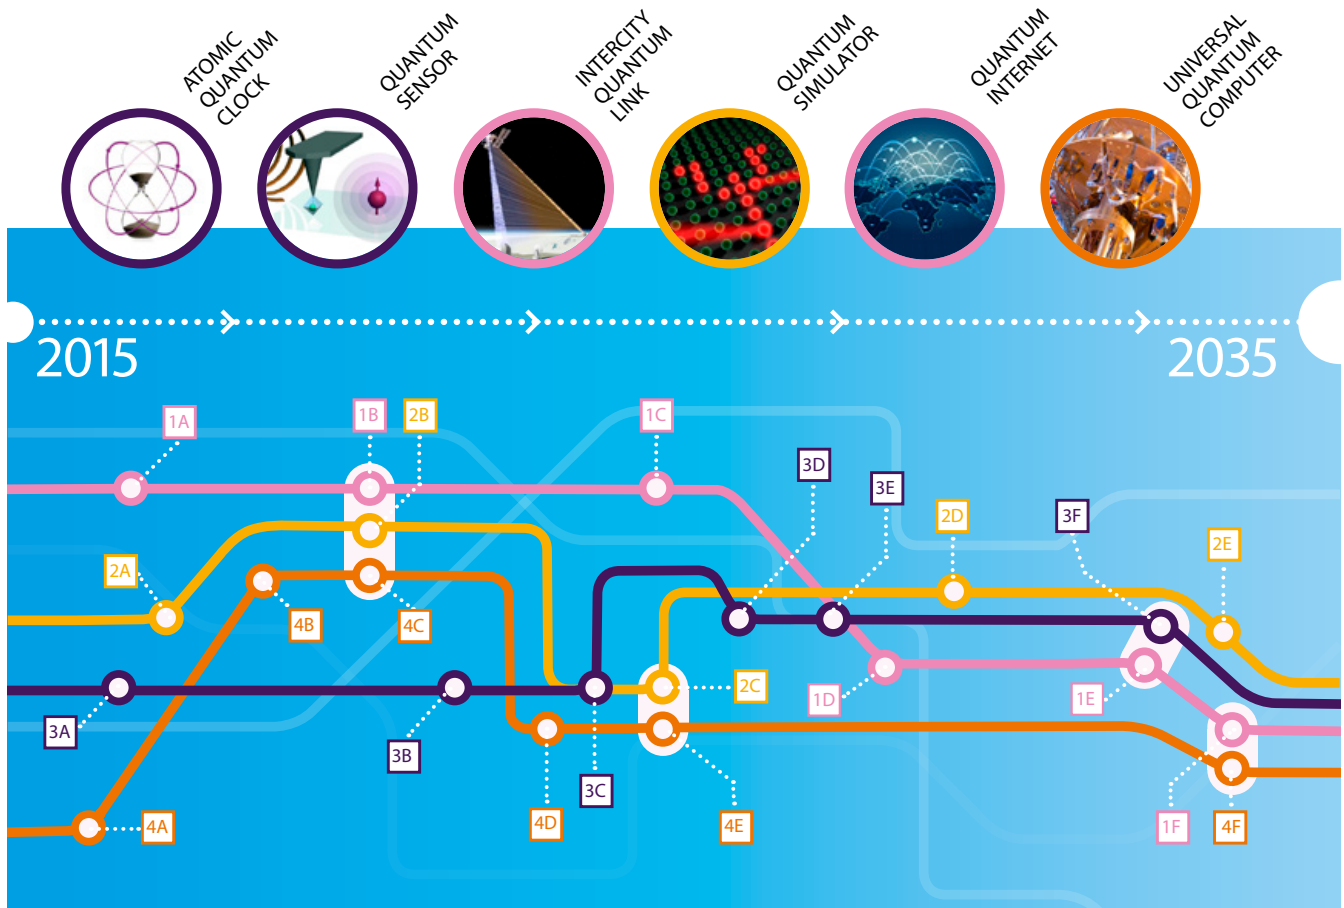 ATOMIC
QUANTUM
CLOCK
QUANTUM
SENSOR
INTERCITY
QUANTUM
LINK
QUANTUM
SIMULATOR
QUANTUM
INTERNET
UNIVERSAL
QUANTUM
COMPUTER
2015
2035
1A
1B
2B
1C
3D
3E
3F
2D
2E
2A
4B
4C
2C
1D
1E
3A
3B
3C
4A
4D
4E
1F
4F